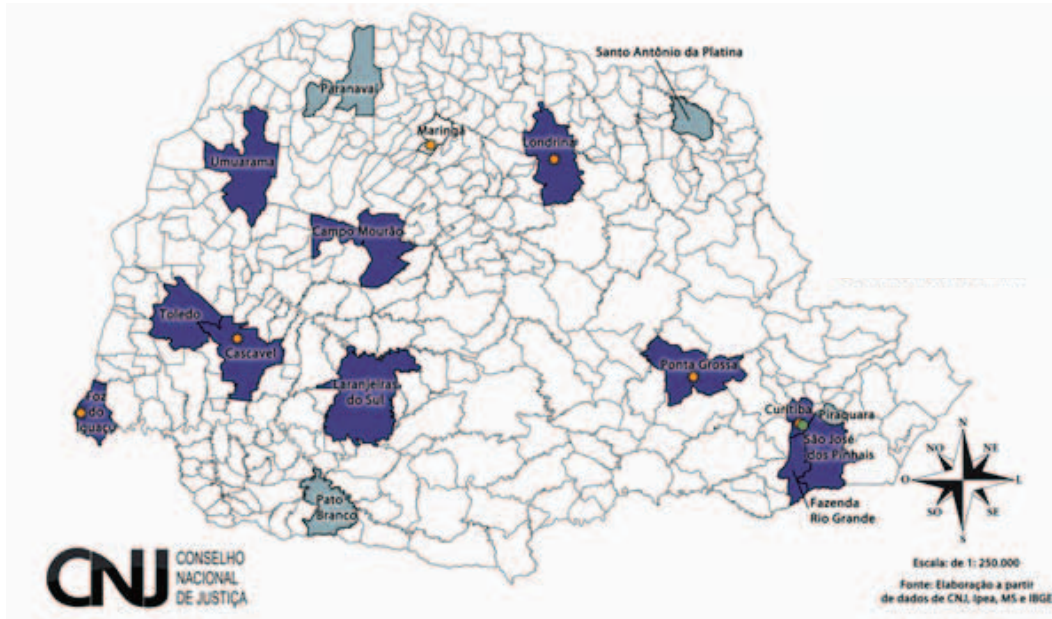 Santo Antônio da Platina
Paranavaí
Maringá
Londrina
Umuarama
Campo Mourão
Toledo
Cascavel
Laranjeiras
do Sul
Ponta Grossa
Foz
do
Iguaçu
Curitiba
Piraquara
São José
dos Pinhais
Fazenda
Rio Grande
Pato
Branco
N
NO
NE
O
L
SO
SE
S
CNJ
CONSELHO
NACIONAL
DE JUSTIÇA
Escala: de 1: 250.000
Fonte: Elaboração a partir
de dados de CNJ, Ipea, MS e IBGE